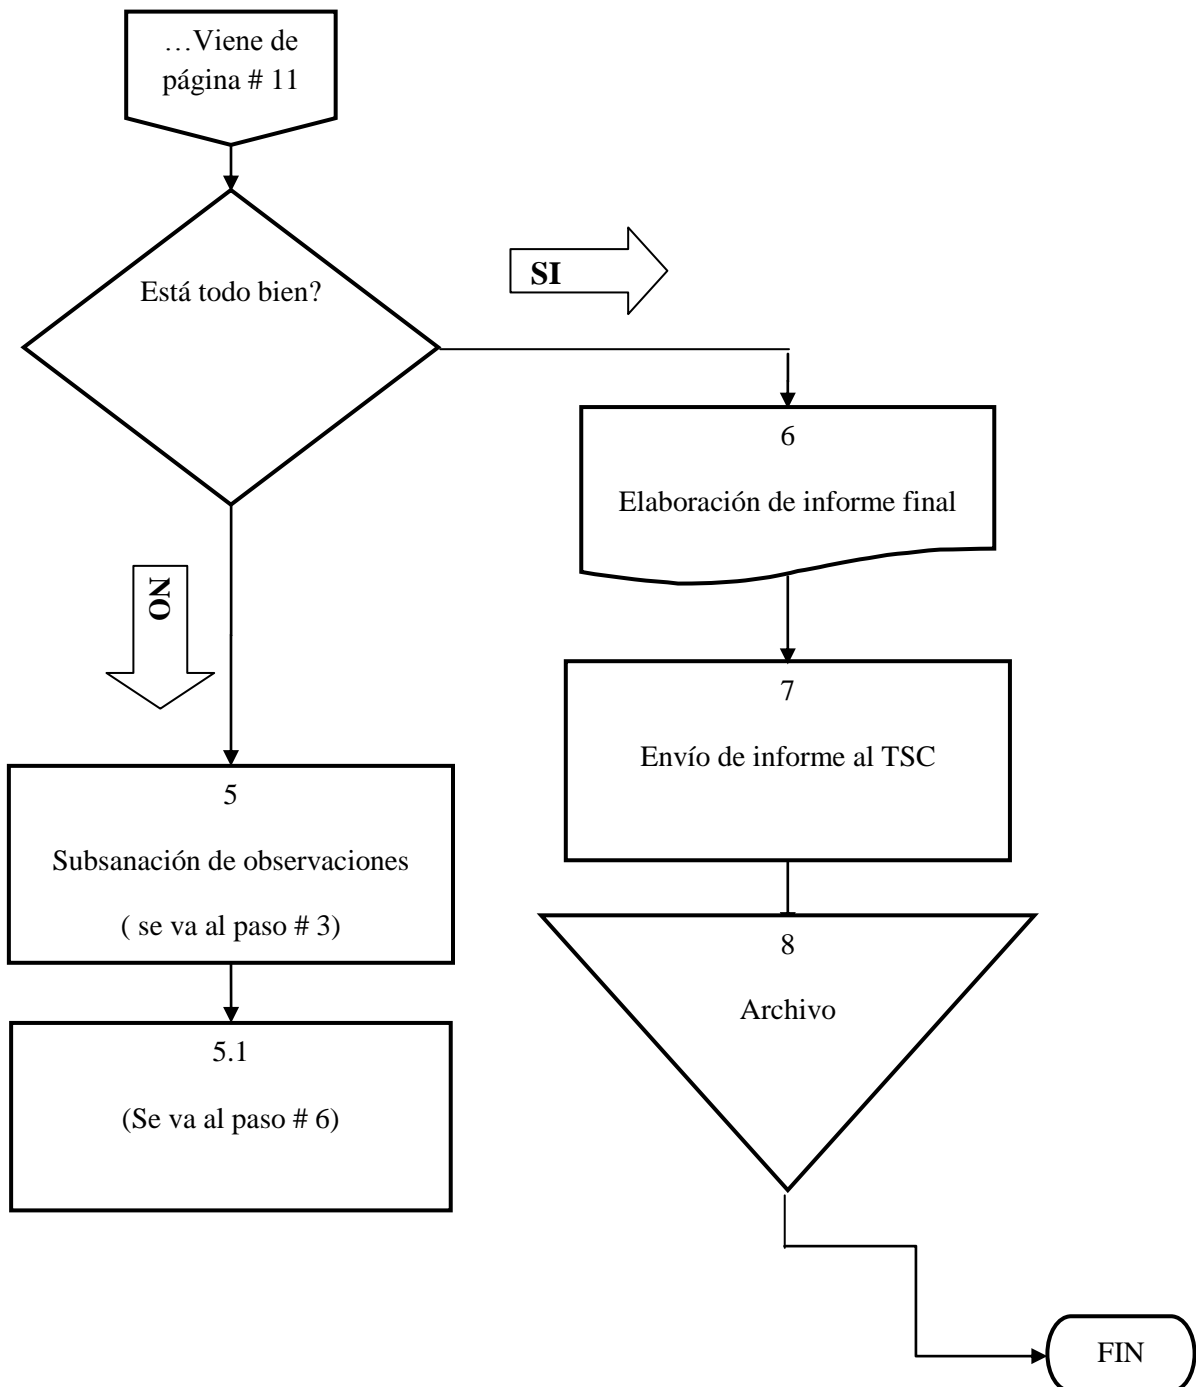 …Viene de
página # 11
Está todo bien?
SI
6
Elaboración de informe final
NO
7
Envío de informe al TSC
5
Subsanación de observaciones
( se va al paso # 3)
8
Archivo
5.1
(Se va al paso # 6)
FIN